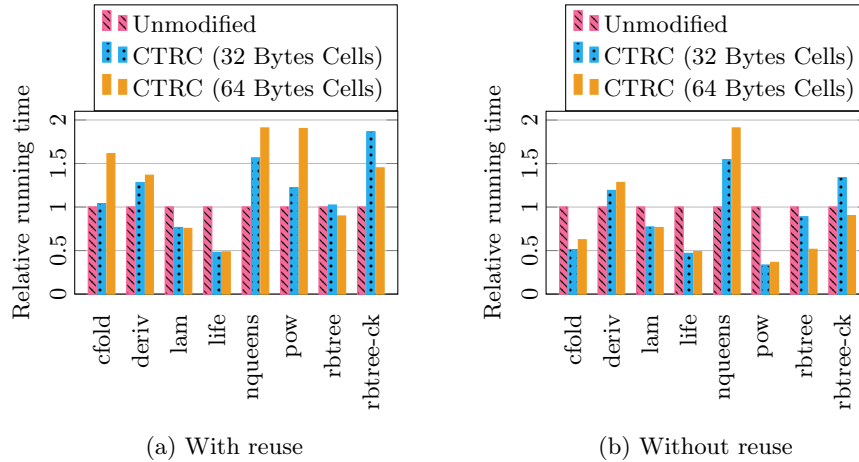 Unmodified
CTRC (32 Bytes Cells)
CTRC (64 Bytes Cells)
Relative running time
2
1.5
1
0.5
0
cfold
deriv
lam
life
nqueens
pow
rbtree
rbtree-ck
(a) With reuse
Unmodified
CTRC (32 Bytes Cells)
CTRC (64 Bytes Cells)
Relative running time
2
1.5
1
0.5
0
cfold
deriv
lam
life
nqueens
pow
rbtree
rbtree-ck
(b) Without reuse